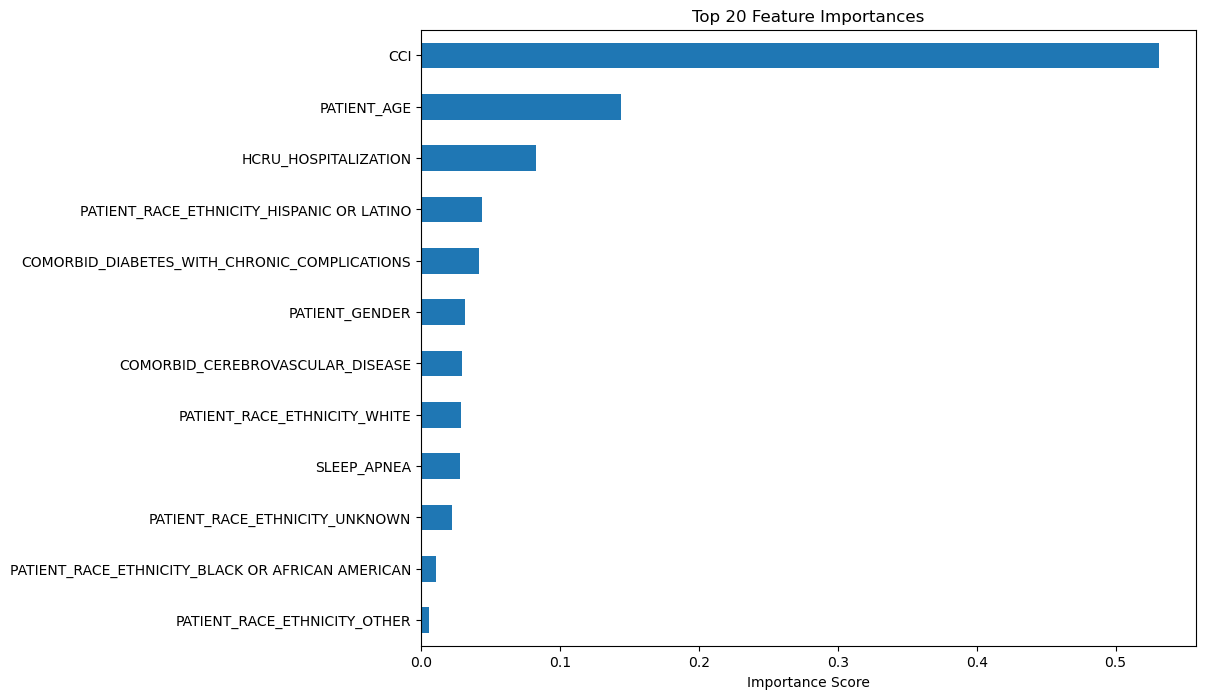 Top 20 Feature Importances
CCI
PATIENT_AGE
HCRU_HOSPITALIZATION
PATIENT_RACE_ETHNICITY_HISPANIC OR LATINO
COMORBID_DIABETES_WITH_CHRONIC_COMPLICATIONS
PATIENT_GENDER
COMORBID_CEREBROVASCULAR_DISEASE
PATIENT_RACE_ETHNICITY_WHITE
SLEEP_APNEA
PATIENT_RACE_ETHNICITY_UNKNOWN
PATIENT_RACE_ETHNICITY_BLACK OR AFRICAN AMERICAN
PATIENT_RACE_ETHNICITY_OTHER
0.0 0.1 0.2 0.3 0.4 0.5
Importance Score